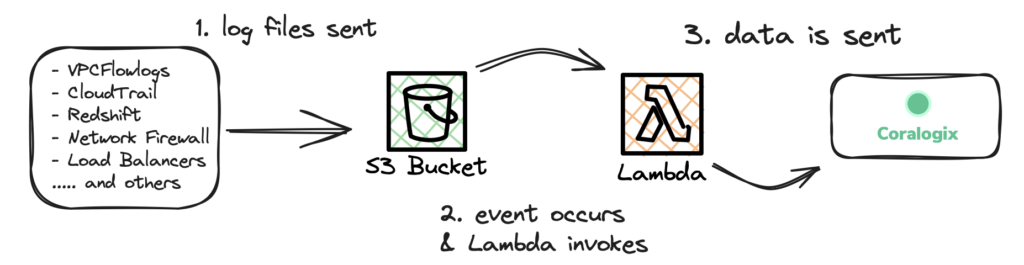 1. log files sent
- VPCFlowlogs
- CloudTrail
- Redshift
- Network Firewall
- Load Balancers
..... and others
S3 Bucket
2. event occurs
& Lambda invokes
Lambda
3. data is sent
Coralogix